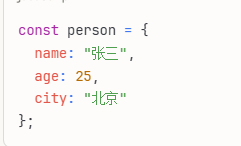 const person = {
  name: "张三",
  age: 25,
  city: "北京"
};